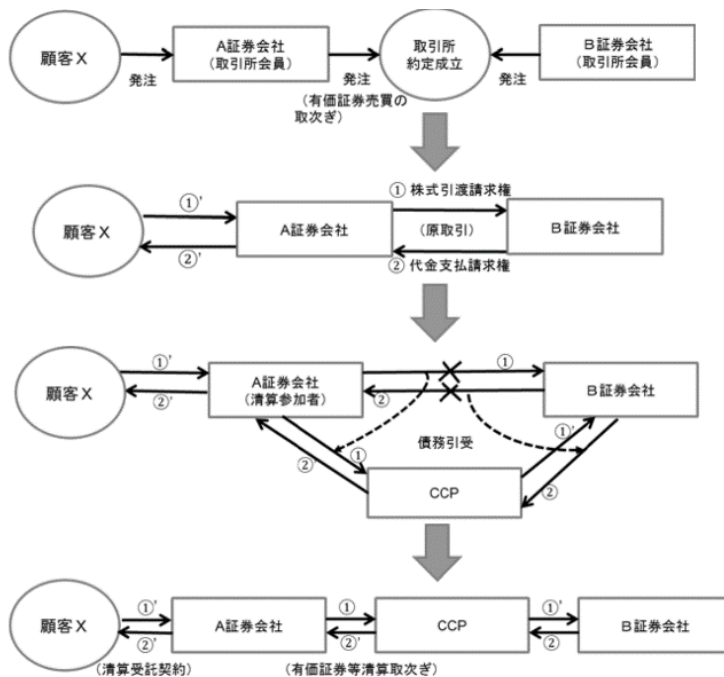 顧客X
発注
A証券会社
(取引所会員)
発注
(有価証券売買の
取次ぎ)
取引所
約定成立
発注
B証券会社
(取引所会員)
顧客X
①'
②'
A証券会社
① 株式引渡請求権
(原取引)
② 代金支払請求権
B証券会社
顧客X
①'
②'
A証券会社
(清算参加者)
①
②
B証券会社
債務引受
①
②'
①'
②
CCP
顧客X
①'
②'
(清算受託契約)
A証券会社
①
②'
(有価証券等清算取次ぎ)
CCP
①'
②
B証券会社